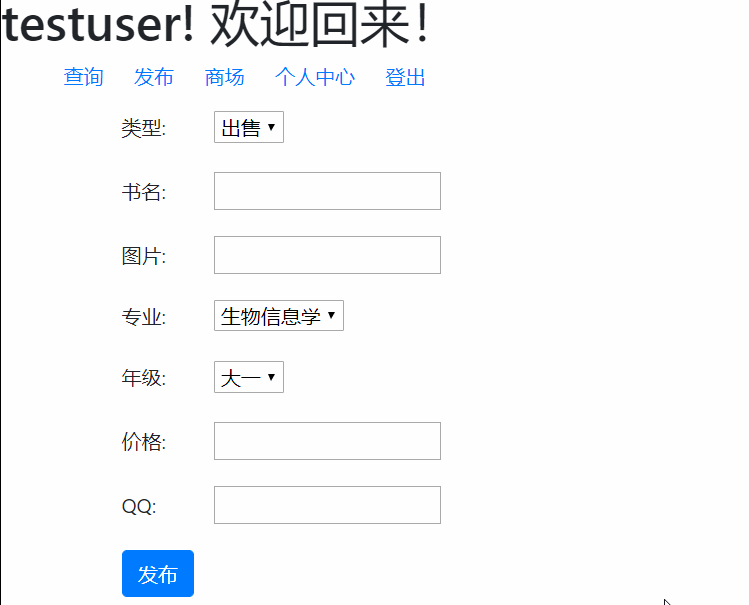 testuser! 欢迎回来！
查询 发布 商场 个人中心 登出
类型: 出售
书名:
图片:
专业: 生物信息学
年级: 大一
价格:
QQ:
发布